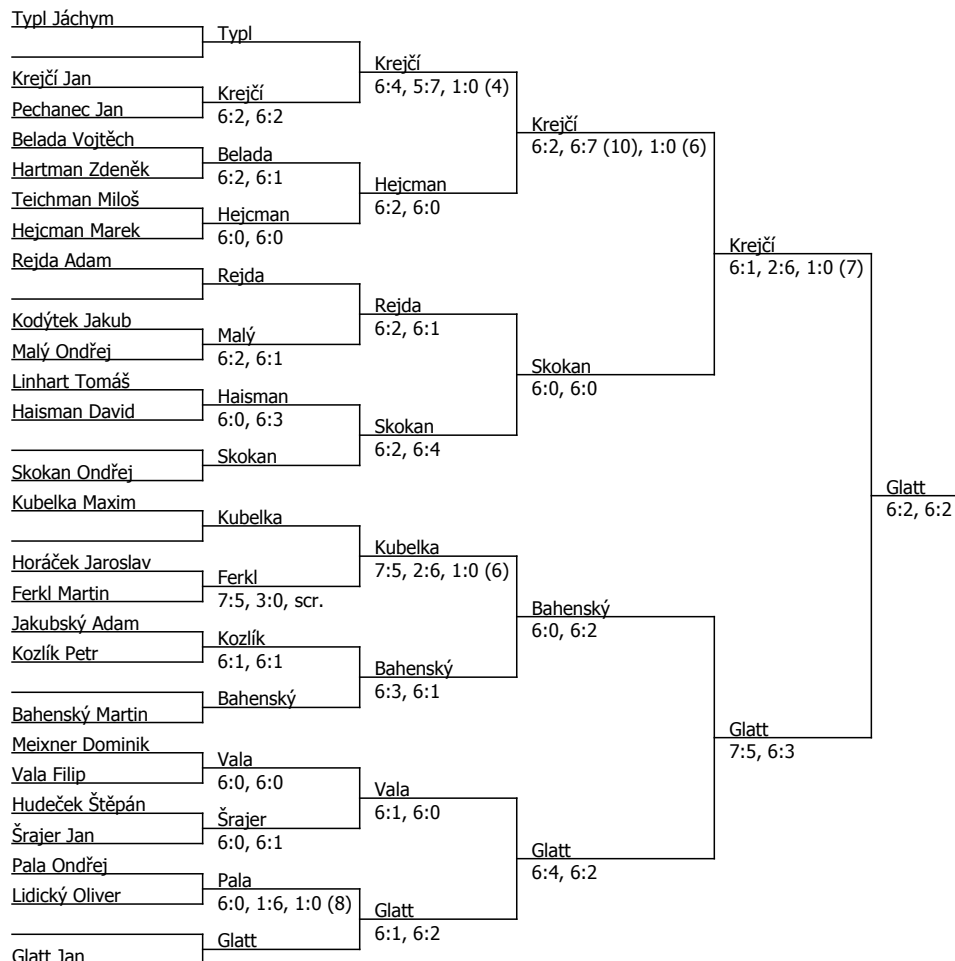 Typl Jáchym
Krejčí Jan
Pechanec Jan
Belada Vojtěch
Hartman Zdeněk
Teichman Miloš
Hejcman Marek
Rejda Adam
Kodýtek Jakub
Malý Ondřej
Linhart Tomáš
Haisman David
Skokan Ondřej
Kubelka Maxim
Horáček Jaroslav
Ferkl Martin
Jakubský Adam
Kozlík Petr
Bahenský Martin
Meixner Dominik
Vala Filip
Hudeček Štěpán
Šrajer Jan
Pala Ondřej
Lidický Oliver
Glatt Jan
Typl
Krejčí
6:2, 6:2
Belada
6:2, 6:1
Hejcman
6:0, 6:0
Rejda
Malý
6:2, 6:1
Haisman
6:0, 6:3
Skokan
Kubelka
Ferkl
7:5, 3:0, scr.
Kozlík
6:1, 6:1
Bahenský
Vala
6:0, 6:0
Šrajer
6:0, 6:1
Pala
6:0, 1:6, 1:0 (8)
Glatt
Krejčí
6:4, 5:7, 1:0 (4)
Hejcman
6:2, 6:0
Rejda
6:2, 6:1
Skokan
6:2, 6:4
Kubelka
7:5, 2:6, 1:0 (6)
Bahenský
6:3, 6:1
Vala
6:1, 6:0
Glatt
6:1, 6:2
Krejčí
6:2, 6:7 (10), 1:0 (6)
Skokan
6:0, 6:0
Bahenský
6:0, 6:2
Glatt
6:4, 6:2
Krejčí
6:1, 2:6, 1:0 (7)
Glatt
7:5, 6:3
Glatt
6:2, 6:2